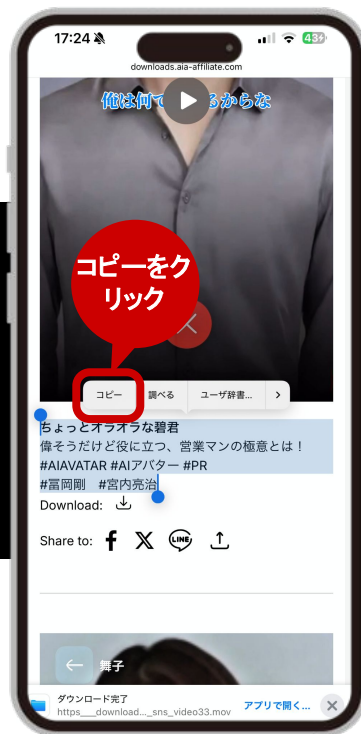 17:24
43
downloads.aia-affiliate.com
俺は何で
るからな
コピーをク
リック
コピー 調べる ユーザ辞書...
ちょっとオラオラな碧君
偉そうだけど役に立つ、営業マンの極意とは！
#AIAVATAR #AIアバター #PR
#冨岡剛　#宮内亮治
Download:
Share to: f X LINE
舞子
ダウンロード完了
https___download..._sns_video33.mov
アプリで開く...